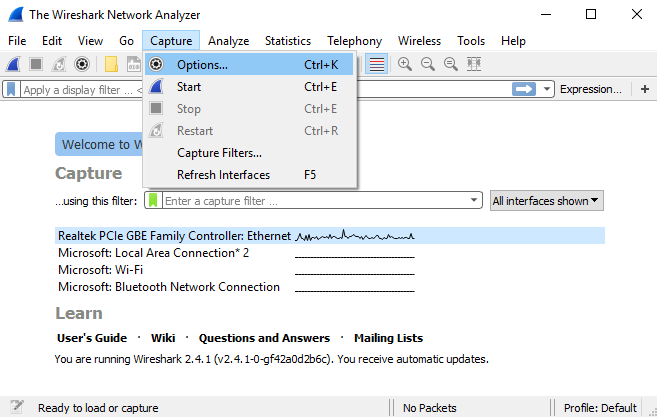 The Wireshark Network Analyzer
File Edit View Go Capture Analyze Statistics Telephony Wireless Tools Help
Options... Ctrl+K
Start Ctrl+E
Stop Ctrl+E
Restart Ctrl+R
Capture Filters...
Refresh Interfaces F5
Apply a display filter ... Expression... +
Welcome to W
Capture
...using this filter: Enter a capture filter ... All interfaces shown
Realtek PCIe GBE Family Controller: Ethernet
Microsoft: Local Area Connection* 2
Microsoft: Wi-Fi
Microsoft: Bluetooth Network Connection
Learn
User's Guide · Wiki · Questions and Answers · Mailing Lists
You are running Wireshark 2.4.1 (v2.4.1-0-gf42a0d2b6c). You receive automatic updates.
Ready to load or capture No Packets Profile: Default